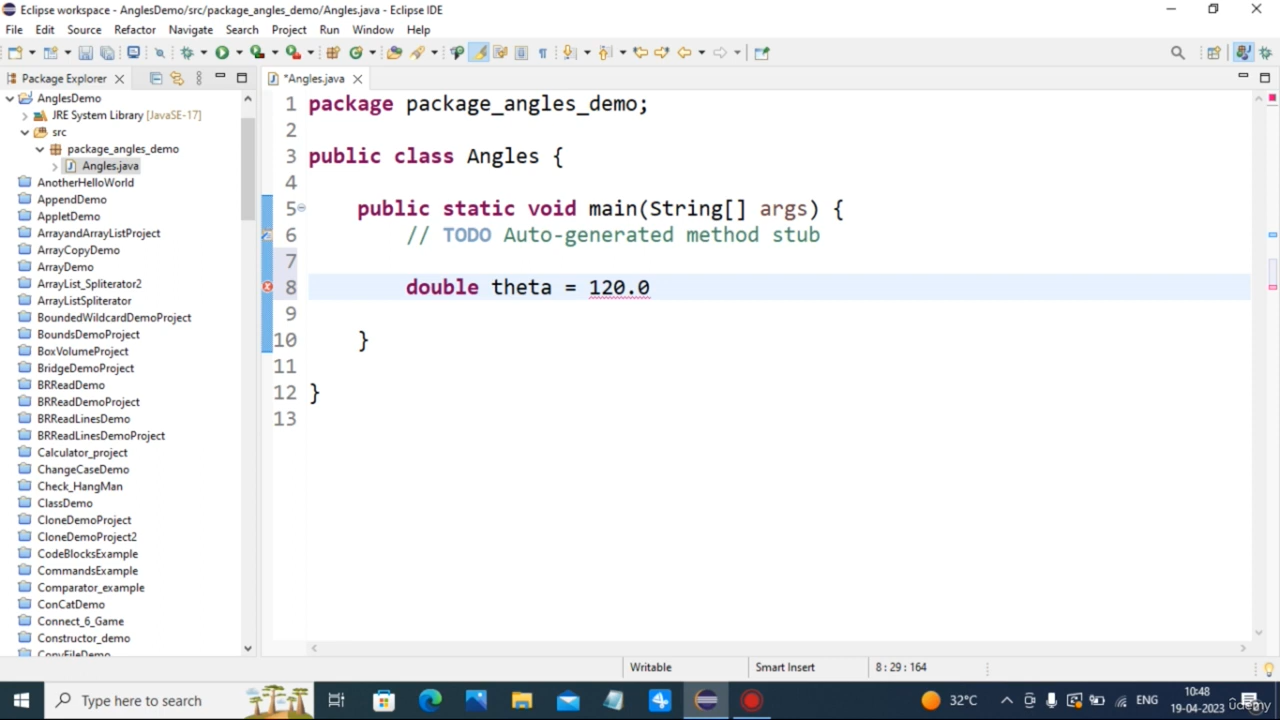 Eclipse workspace - AnglesDemo/src/package_angles_demo/Angles.java - Eclipse IDE
File Edit Source Refactor Navigate Search Project Run Window Help
Package Explorer
*Angles.java
AnglesDemo
JRE System Library [JavaSE-17]
src
package_angles_demo
Angles.java
AnotherHelloWorld
AppendDemo
AppletDemo
ArrayandArrayListProject
ArrayCopyDemo
ArrayDemo
ArrayList_Spliterator2
ArrayListSpliterator
BoundedWildcardDemoProject
BoundsDemoProject
BoxVolumeProject
BridgeDemoProject
BRReadDemo
BRReadDemoProject
BRReadLinesDemo
BRReadLinesDemoProject
Calculator_project
ChangeCaseDemo
Check_HangMan
ClassDemo
CloneDemoProject
CloneDemoProject2
CodeBlocksExample
CommandsExample
Comparator_example
ConCatDemo
Connect_6_Game
Constructor_demo
CopyFileDemo
1 package package_angles_demo;
2
3 public class Angles {
4
5 public static void main(String[] args) {
6 // TODO Auto-generated method stub
7
8 double theta = 120.0
9
10 }
11
12 }
13
Writable
Smart Insert
8 : 29 : 164
Type here to search
32°C
ENG
10:48
19-04-2023
udemy